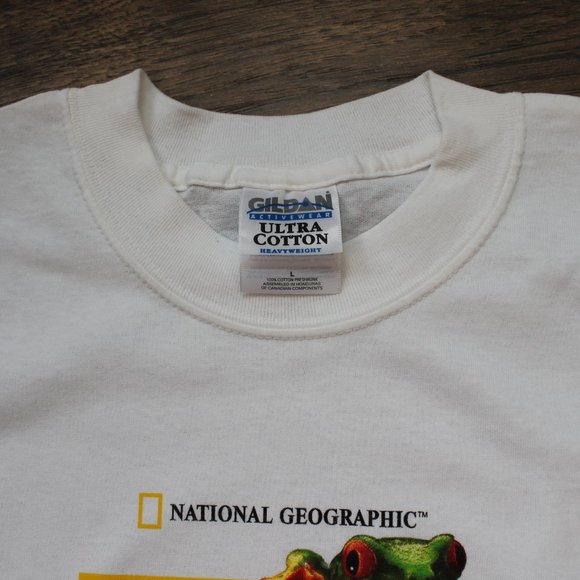 GILDAN
ACTIVEWEAR
ULTRA
COTTON
HEAVYWEIGHT
L
100% COTTON PRESHRUNK
ASSEMBLED IN HONDURAS
OF CANADIAN COMPONENTS
NATIONAL GEOGRAPHIC™